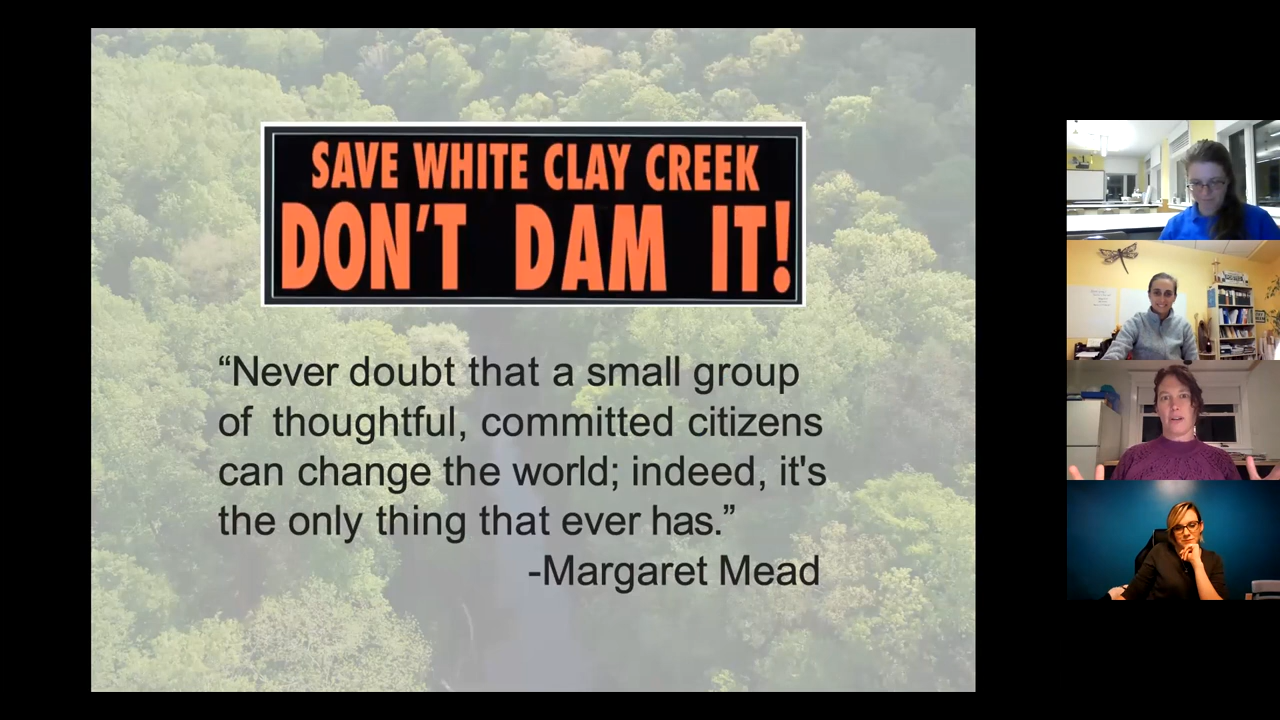 SAVE WHITE CLAY CREEK
DON'T DAM IT!
“Never doubt that a small group
of thoughtful, committed citizens
can change the world; indeed, it's
the only thing that ever has.”
-Margaret Mead